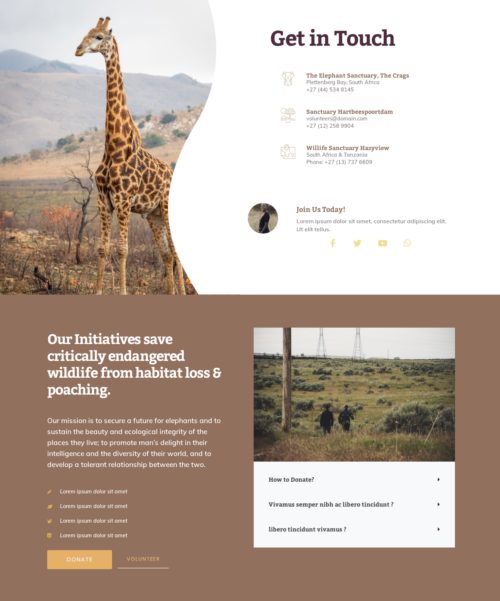 Get in Touch
The Elephant Sanctuary, The Crags
Plettenberg Bay, South Africa
+27 (44) 534 8145
Sanctuary Hartbeespoortdam
volunteers@domain.com
+27 (12) 258 9904
Willife Sanctuary Hazyview
South Africa & Tanzania
Phone: +27 (13) 737 6609
Join Us Today!
Lorem ipsum dolor sit amet, consectetur adipiscing elit.
Ut elit tellus.
Our Initiatives save
critically endangered
wildlife from habitat loss &
poaching.
Our mission is to secure a future for elephants and to
sustain the beauty and ecological integrity of the
places they live; to promote man's delight in their
intelligence and the diversity of their world, and to
develop a tolerant relationship between the two.
Lorem ipsum dolor sit amet
Lorem ipsum dolor sit amet
Lorem ipsum dolor sit amet
Lorem ipsum dolor sit amet
DONATE
VOLUNTEER
How to Donate?
Vivamus semper nibh ac libero tincidunt ?
libero tincidunt vivamus ?